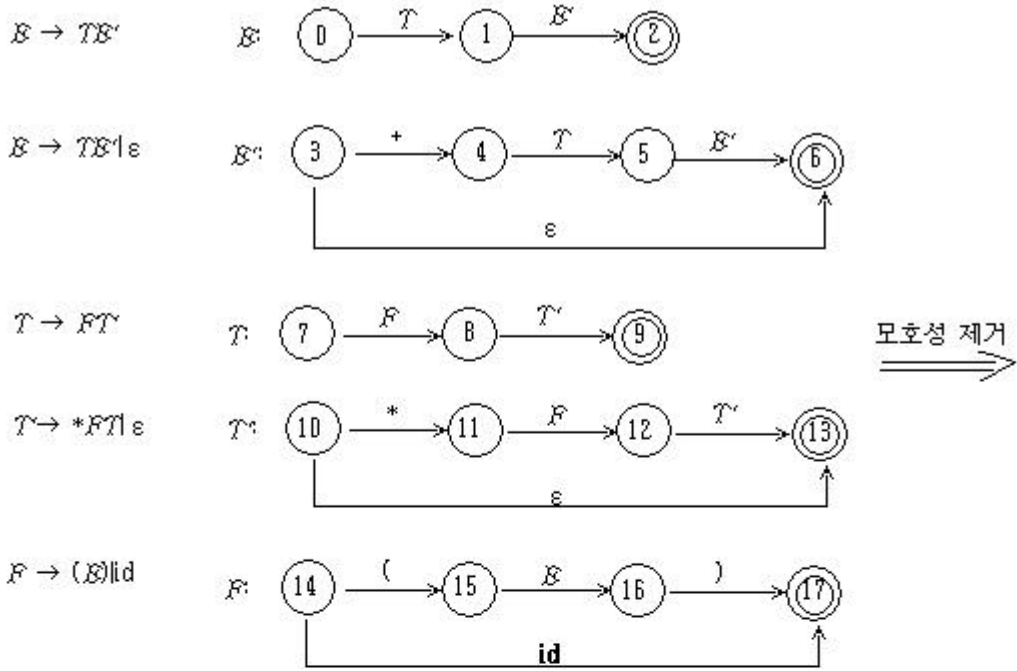 E → TE′ E: 0 T 1 E′ 2
E → TE′|ε E′: 3 + 4 T 5 E′ 6
ε
T → FT′ T: 7 F 8 T′ 9
모호성 제거
T′→ *FT|ε T′: 10 * 11 F 12 T′ 13
ε
F → (E)|id F: 14 ( 15 E 16 ) 17
id